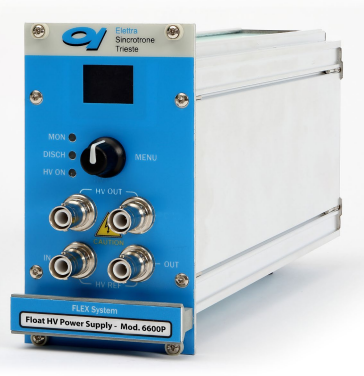 Elettra
Sincrotrone
Trieste
MON
DISCH
HV ON
MENU
HV OUT
CAUTION
IN
OUT
HV REF
FLEX System
Float HV Power Supply - Mod. 6600P